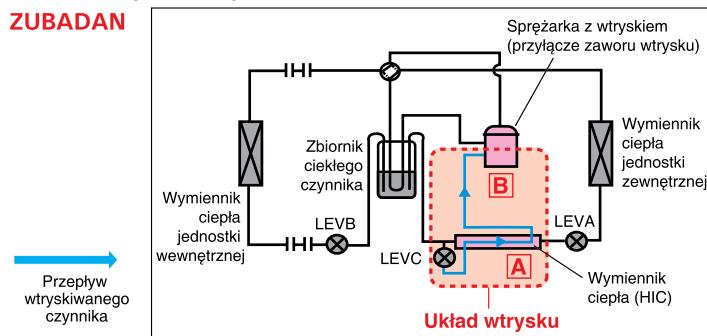 ZUBADAN
Sprężarka z wtryskiem
(przyłącze zaworu wtrysku)
Zbiornik
ciekłego
czynnika
Wymiennik
ciepła
jednostki
zewnętrznej
Wymiennik
ciepła
jednostki
wewnętrznej
B
LEVB
LEVA
LEVC
A
Przepływ
wtryskiwanego
czynnika
Wymiennik
ciepła (HIC)
Układ wtrysku